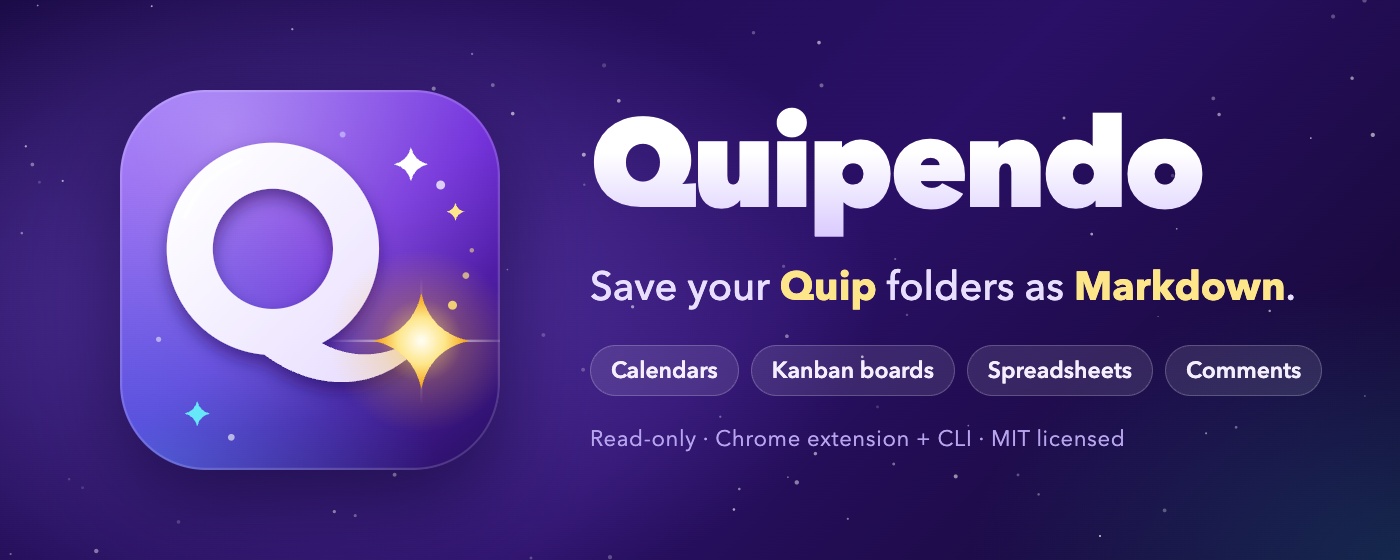 Q
Quipendo
Save your Quip folders as Markdown.
Calendars Kanban boards Spreadsheets Comments
Read-only · Chrome extension + CLI · MIT licensed